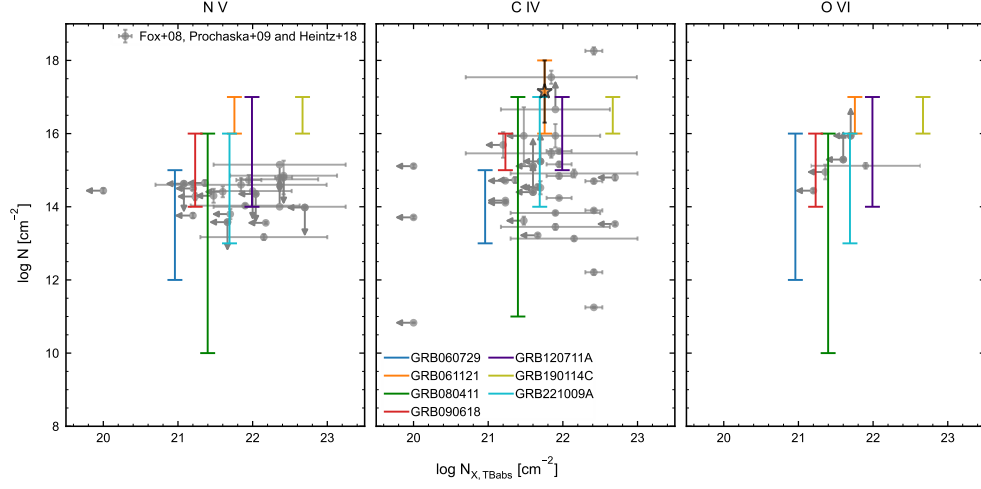 N V
C IV
O VI
Fox+08, Prochaska+09 and Heintz+18
18
16
14
12
10
8
log N [cm⁻²]
GRB060729
GRB061121
GRB080411
GRB090618
GRB120711A
GRB190114C
GRB221009A
20 21 22 23
20 21 22 23
20 21 22 23
log N_X, TBabs [cm⁻²]